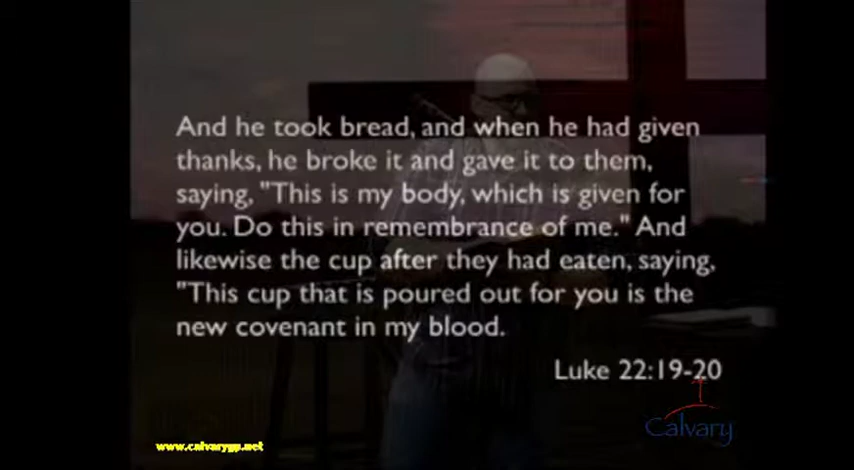 And he took bread, and when he had given
thanks, he broke it and gave it to them,
saying, "This is my body, which is given for
you. Do this in remembrance of me." And
likewise the cup after they had eaten, saying,
"This cup that is poured out for you is the
new covenant in my blood.
Luke 22:19-20
Calvary
www.calvarygp.net